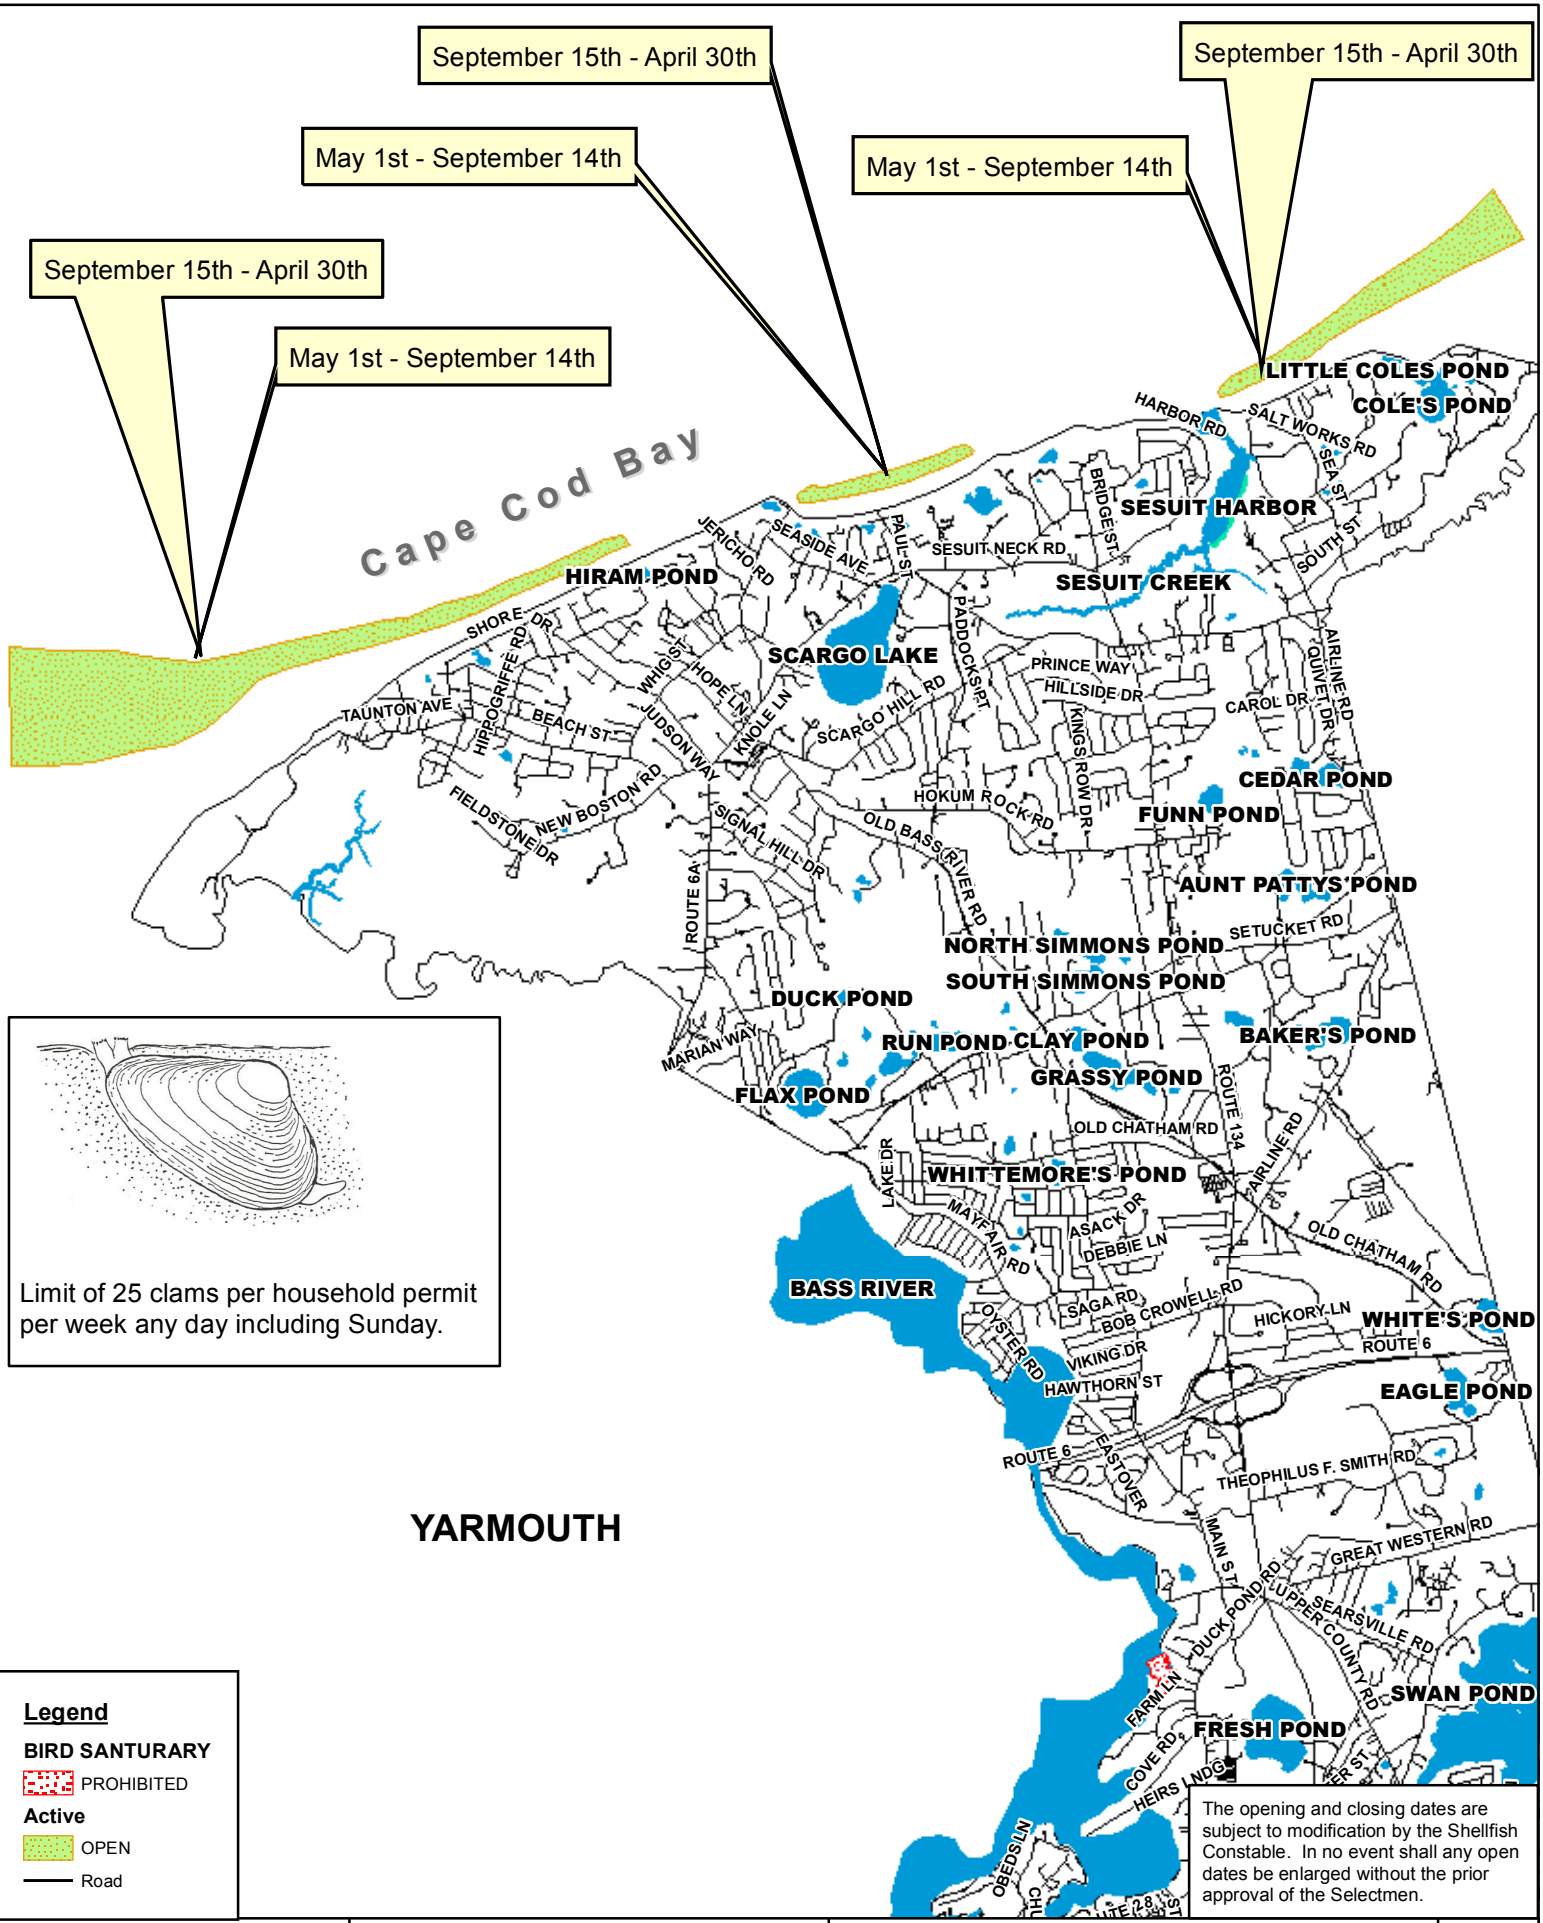 September 15th - April 30th
September 15th - April 30th
May 1st - September 14th
May 1st - September 14th
September 15th - April 30th
May 1st - September 14th
Cape Cod Bay
LITTLE COLES POND
COLE'S POND
HARBOR RD
SALT WORKS RD
SEA ST
BRIDGE ST
SESUIT HARBOR
SOUTH ST
JERICHO RD
SEASIDE AVE
PAUL ST
SESUIT NECK RD
HIRAM POND
SESUIT CREEK
SHORE DR
HIPPOGRIFFE RD
WHIG ST
HOPE LN
SCARGO LAKE
PADDOCKS PT
PRINCE WAY
HILLSIDE DR
AIRLINE RD
QUIVET DR
CAROL DR
TAUNTON AVE
BEACH ST
JUDSON WAY
KNOLE LN
SCARGO HILL RD
KINGS ROW DR
CEDAR POND
FUNN POND
FIELDSTONE DR
NEW BOSTON RD
SIGNAL HILL DR
HOKUM ROCK RD
OLD BASS RIVER RD
AUNT PATTYS POND
ROUTE 6A
SETUCKET RD
NORTH SIMMONS POND
SOUTH SIMMONS POND
DUCK POND
MARIAN WAY
RUN POND
CLAY POND
BAKER'S POND
GRASSY POND
FLAX POND
ROUTE 134
OLD CHATHAM RD
AIRLINE RD
LAKE DR
WHITTEMORE'S POND
MAYFAIR RD
ASACK DR
DEBBIE LN
OLD CHATHAM RD
BASS RIVER
SAGA RD
BOB CROWELL RD
HICKORY LN
WHITE'S POND
ROUTE 6
OYSTER RD
VIKING DR
HAWTHORN ST
EAGLE POND
ROUTE 6
EASTOVER
THEOPHILUS F. SMITH RD
MAIN ST
GREAT WESTERN RD
DUCK POND RD
UPPER COUNTY RD
SEARSVILLE RD
SWAN POND
FARM LN
FRESH POND
COVE RD
HEIRS LNDG
ER ST
OBEDS LN
CHU
UTE 28
ST
Limit of 25 clams per household permit
per week any day including Sunday.
YARMOUTH
Legend
BIRD SANTURARY
PROHIBITED
Active
OPEN
Road
The opening and closing dates are
subject to modification by the Shellfish
Constable. In no event shall any open
dates be enlarged without the prior
approval of the Selectmen.